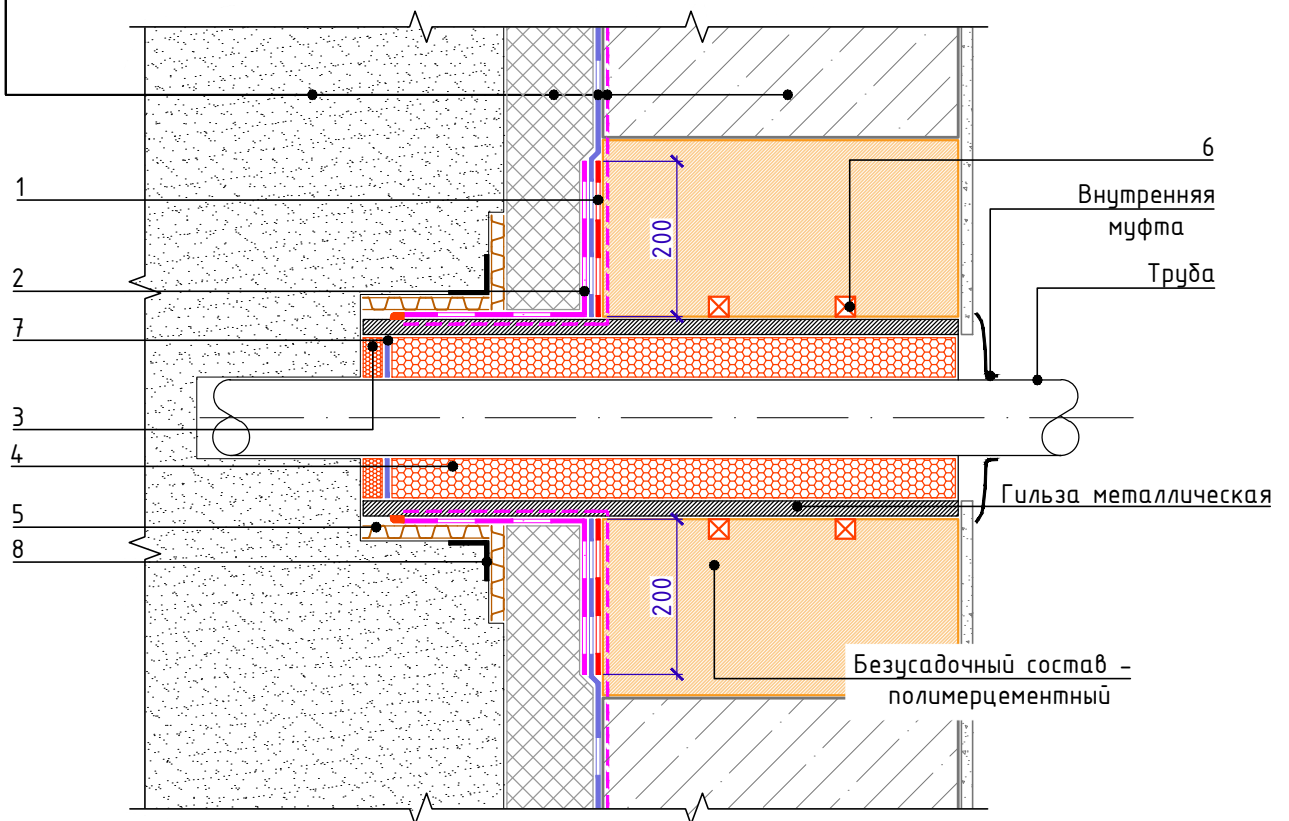 6
1
Внутренняя
муфта
200
2
Труба
7
3
4
Гильза металлическая
5
8
200
Безусадочный состав -
полимерцементный